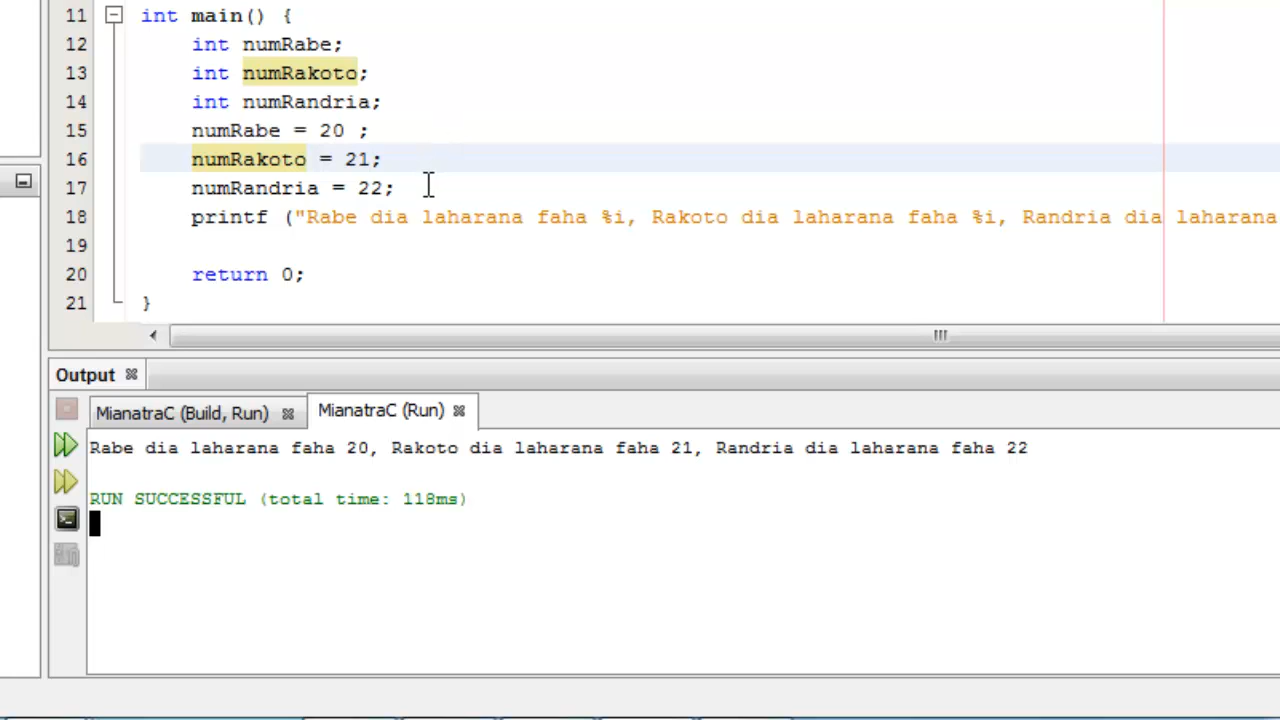 11 int main() {
12 int numRabe;
13 int numRakoto;
14 int numRandria;
15 numRabe = 20 ;
16 numRakoto = 21;
17 numRandria = 22;
18 printf ("Rabe dia laharana faha %i, Rakoto dia laharana faha %i, Randria dia laharana
19
20 return 0;
21 }
Output
MianatraC (Build, Run) MianatraC (Run)
Rabe dia laharana faha 20, Rakoto dia laharana faha 21, Randria dia laharana faha 22
RUN SUCCESSFUL (total time: 118ms)